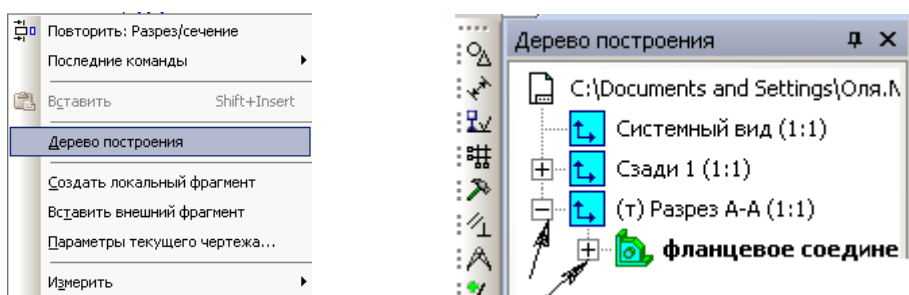 Повторить: Разрез/сечение
Последние команды
Вставить Shift+Insert
Дерево построения
Создать локальный фрагмент
Вставить внешний фрагмент
Параметры текущего чертежа...
Измерить
Дерево построения
C:\Documents and Settings\Оля.N
Системный вид (1:1)
Сзади 1 (1:1)
(т) Разрез А-А (1:1)
фланцевое соедине